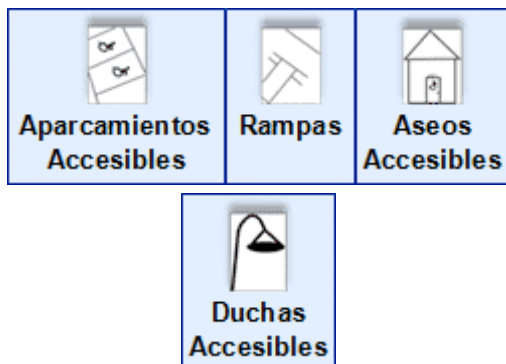 Aparcamientos
Accesibles
Rampas
Aseos
Accesibles
Duchas
Accesibles